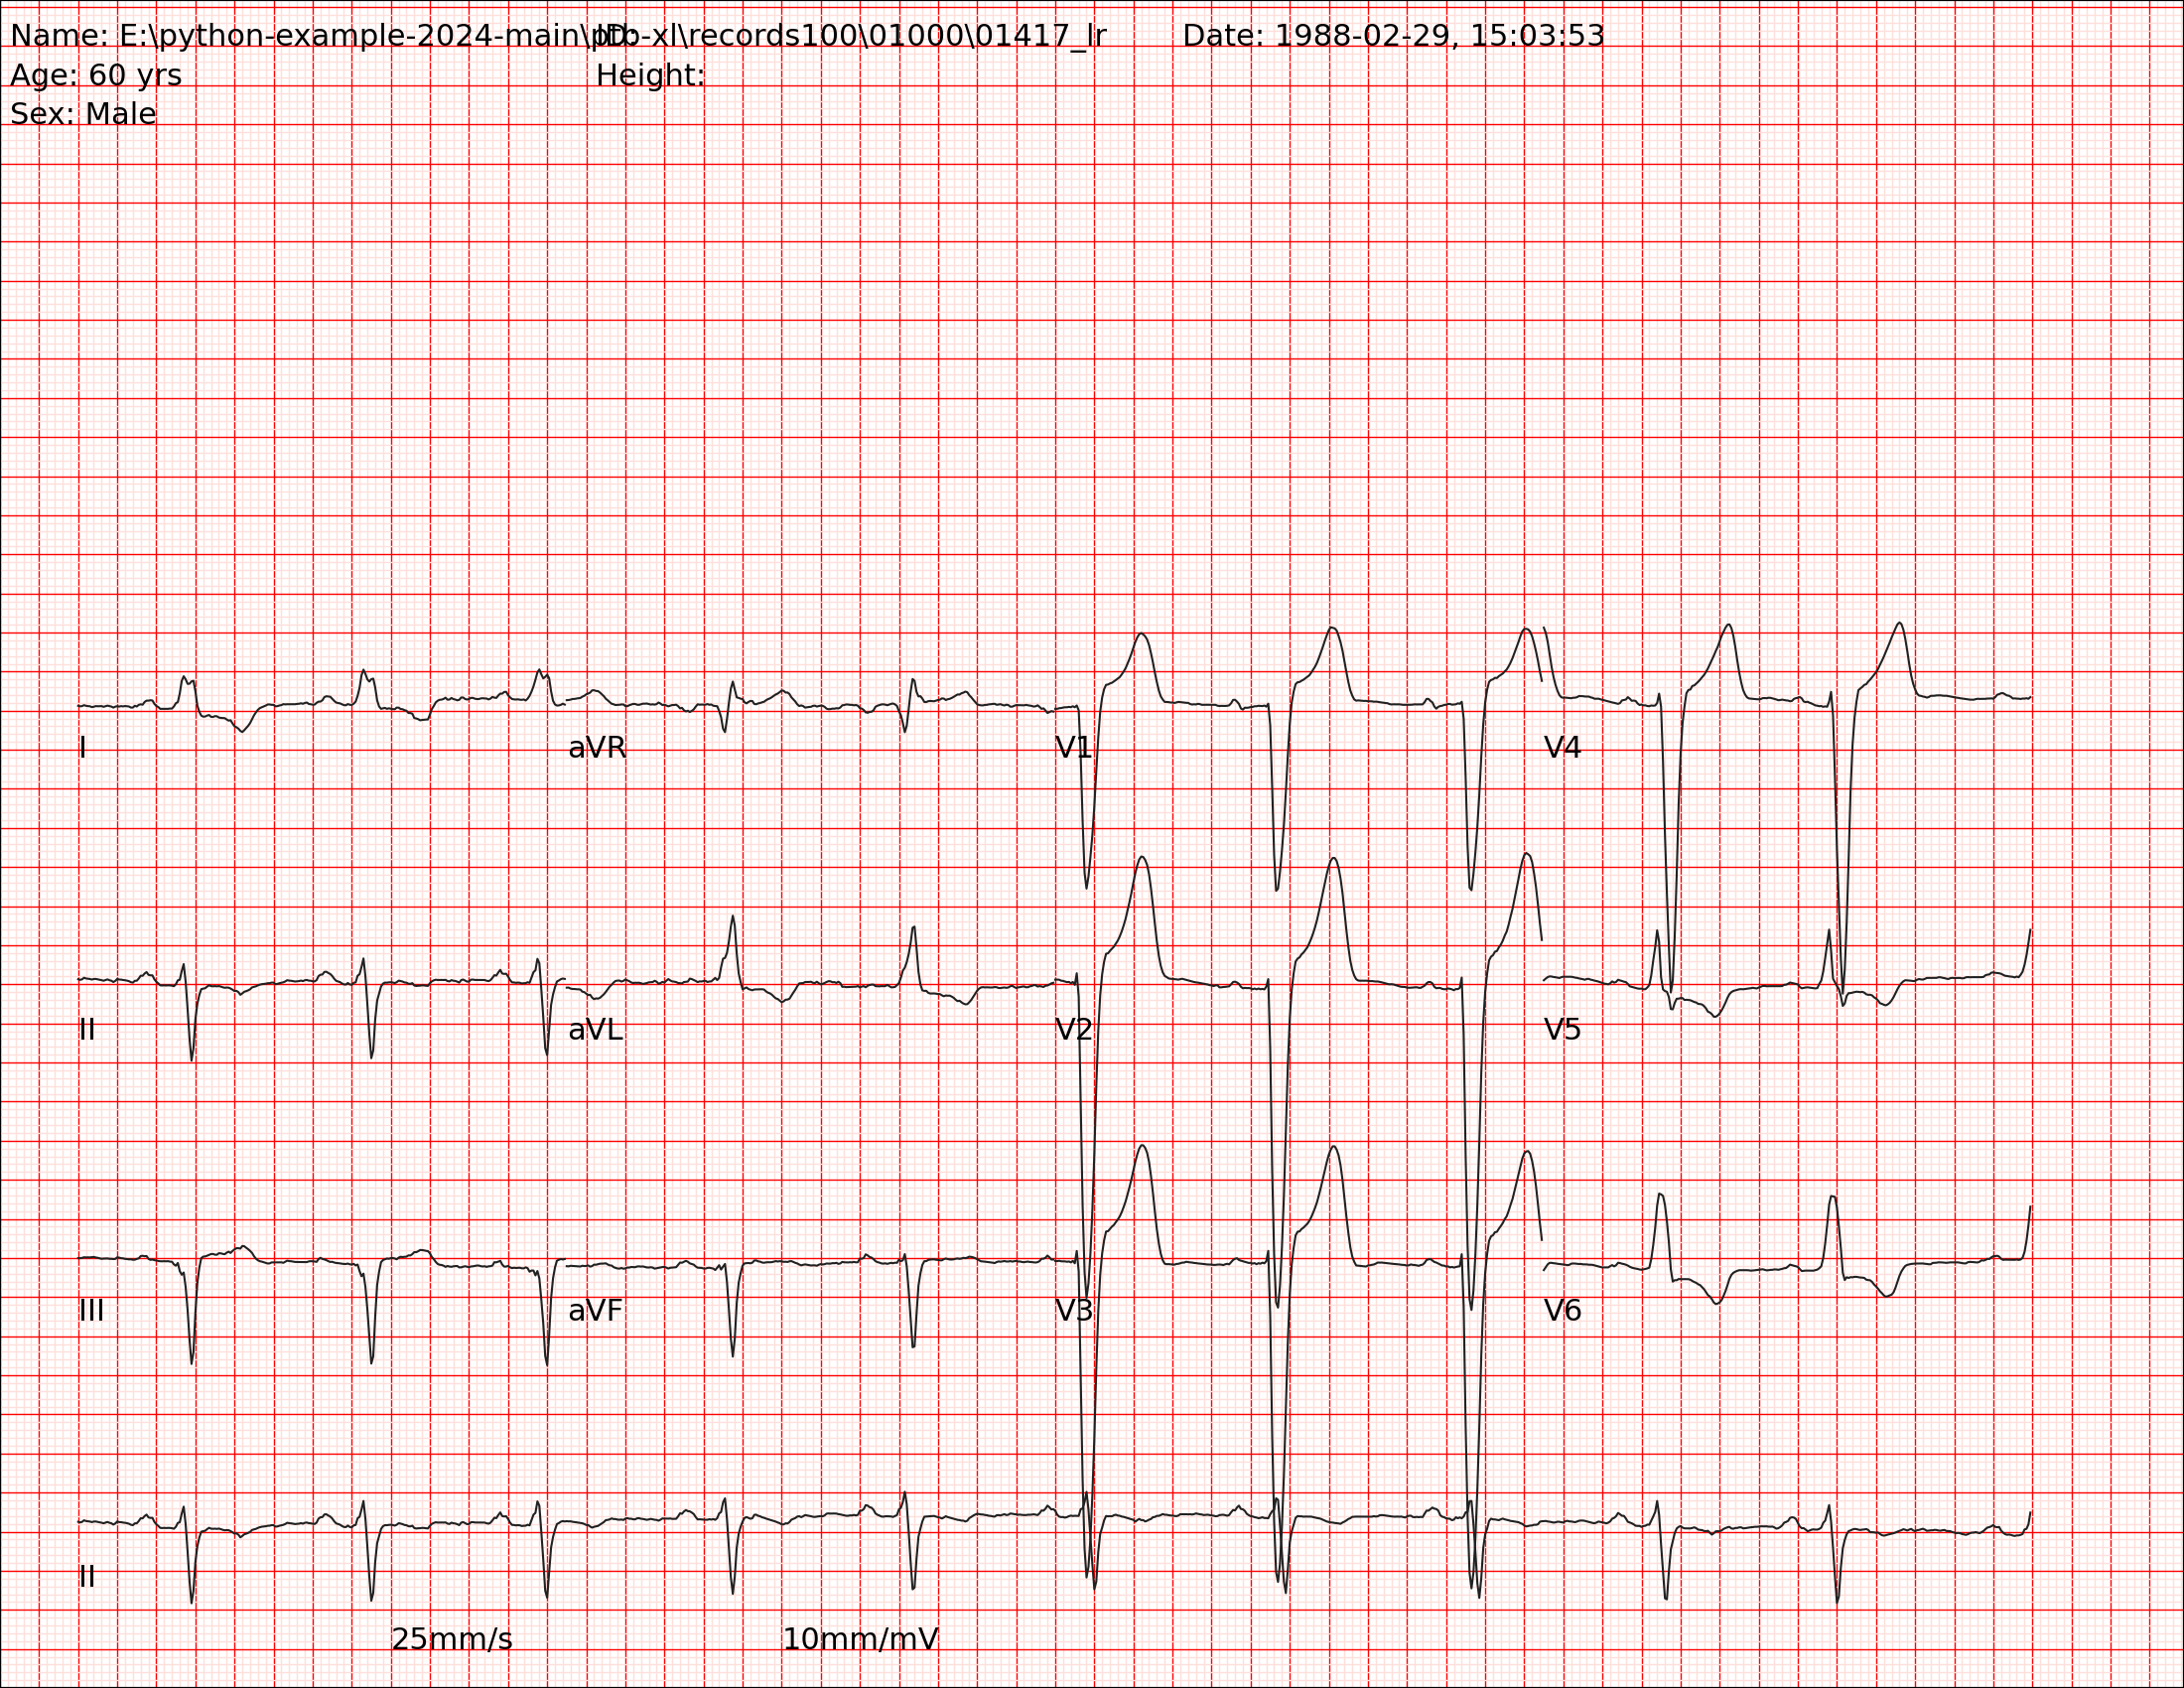 Name: E:\python-example-2024-main\ptb-xl\records100\01000\01417_lr ID: Date: 1988-02-29, 15:03:53
Age: 60 yrs Height:
Sex: Male
I aVR V1 V4
II aVL V2 V5
III aVF V3 V6
II
25mm/s 10mm/mV